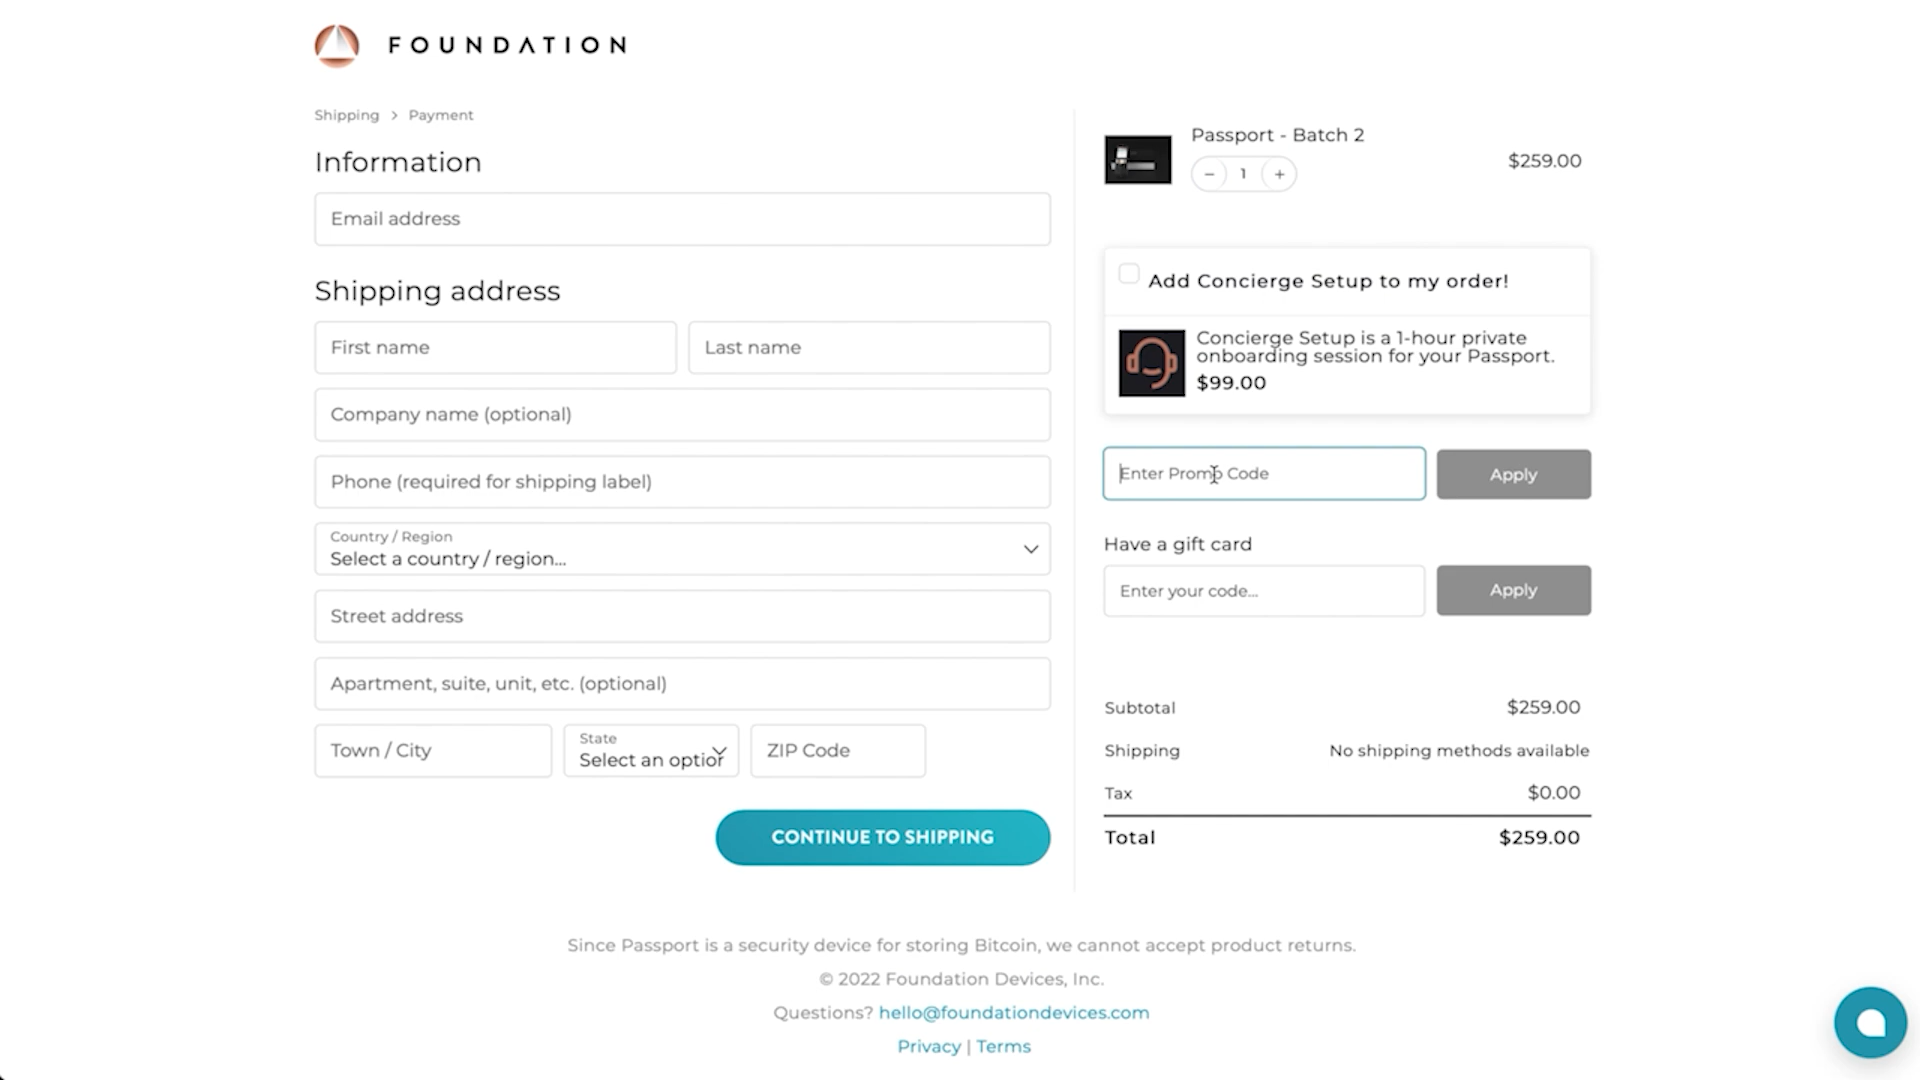 FOUNDATION
Shipping > Payment
Information
Email address
Shipping address
First name
Last name
Company name (optional)
Phone (required for shipping label)
Country / Region
Select a country / region...
Street address
Apartment, suite, unit, etc. (optional)
Town / City
State
Select an option
ZIP Code
CONTINUE TO SHIPPING
Passport - Batch 2
− 1 +
$259.00
Add Concierge Setup to my order!
Concierge Setup is a 1-hour private
onboarding session for your Passport.
$99.00
Enter Promo Code
Apply
Have a gift card
Enter your code...
Apply
Subtotal $259.00
Shipping No shipping methods available
Tax $0.00
Total $259.00
Since Passport is a security device for storing Bitcoin, we cannot accept product returns.
© 2022 Foundation Devices, Inc.
Questions? hello@foundationdevices.com
Privacy | Terms